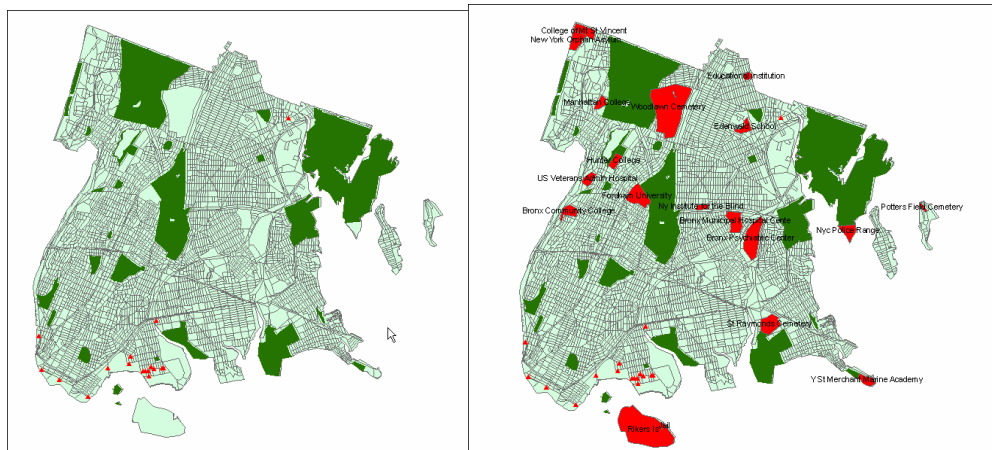 College of Mt St Vincent
New York Orphan Asylum
Educational institution
Manhattan College
Woodlawn Cemetery
Edenwald School
Hunter College
US Veterans Admin Hospital
Fordham University
Bronx Community College
Ny Institute for the Blind
Potters Field Cemetery
Bronx Municipal Hospital Cente
Nyc Police Range
Bronx Psychiatric Center
St Raymonds Cemetery
Y St Merchant Marine Academy
Rikers Is